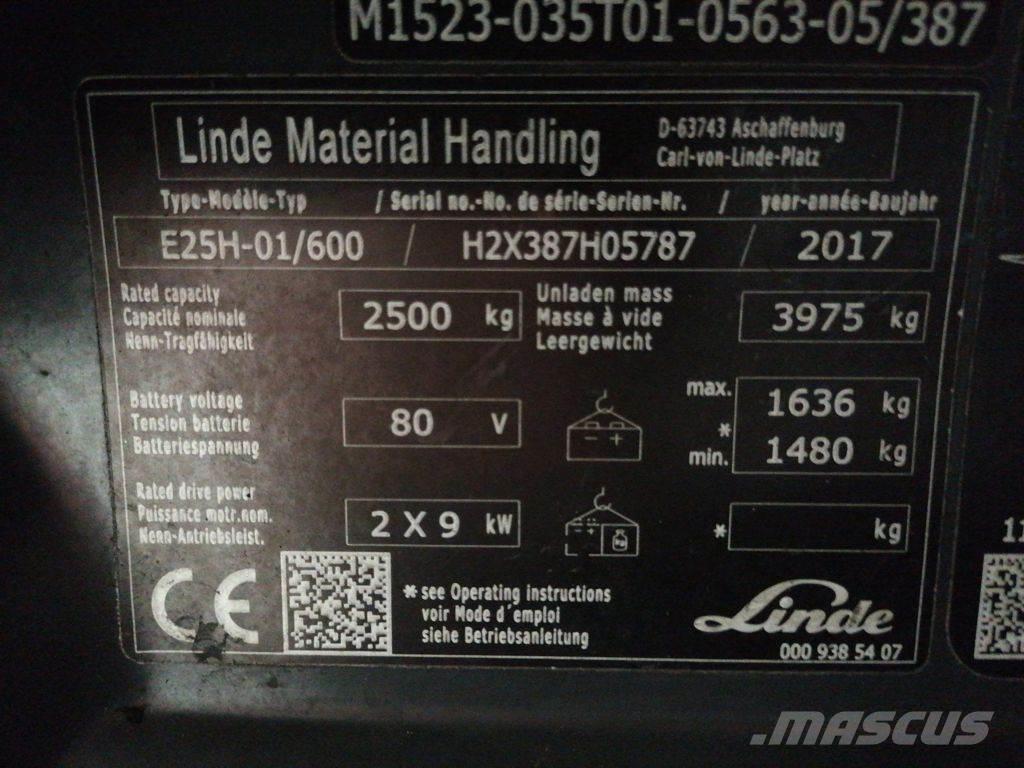 M1523-035T01-0563-05/387
Linde Material Handling
D-63743 Aschaffenburg
Carl-von-Linde-Platz
Type-Modèle-Typ / Serial no.-No. de série-Serien-Nr. / year-année-Baujahr
E25H-01/600 / H2X387H05787 / 2017
Rated capacity
Capacité nominale
Nenn-Tragfähigkeit
2500 kg
Unladen mass
Masse à vide
Leergewicht
3975 kg
Battery voltage
Tension batterie
Batteriespannung
80 V
- +
max. 1636 kg
*
min. 1480 kg
Rated drive power
Puissance motr.nom.
Nenn-Antriebsleist.
2 X 9 kW
kg
* kg
CE
* see Operating instructions
voir Mode d'emploi
siehe Betriebsanleitung
Linde
000 938 54 07
11
.MASCUS